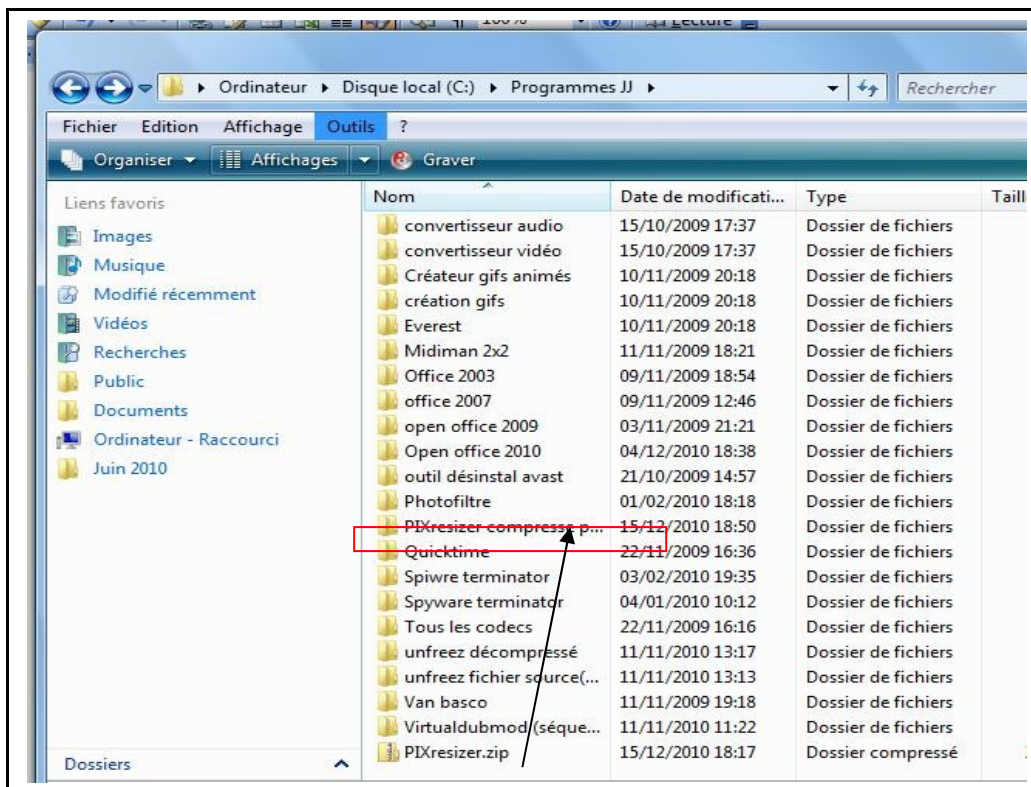 100% Lecture
Ordinateur Disque local (C:) Programmes JJ Rechercher
Fichier Edition Affichage Outils ?
Organiser Affichages Graver
Liens favoris
Images
Musique
Modifié récemment
Vidéos
Recherches
Public
Documents
Ordinateur - Raccourci
Juin 2010
Dossiers
Nom Date de modificati... Type Taill
convertisseur audio 15/10/2009 17:37 Dossier de fichiers
convertisseur vidéo 15/10/2009 17:37 Dossier de fichiers
Créateur gifs animés 10/11/2009 20:18 Dossier de fichiers
création gifs 10/11/2009 20:18 Dossier de fichiers
Everest 10/11/2009 20:18 Dossier de fichiers
Midiman 2x2 11/11/2009 18:21 Dossier de fichiers
Office 2003 09/11/2009 18:54 Dossier de fichiers
office 2007 09/11/2009 12:46 Dossier de fichiers
open office 2009 03/11/2009 21:21 Dossier de fichiers
Open office 2010 04/12/2010 18:38 Dossier de fichiers
outil désinstal avast 21/10/2009 14:57 Dossier de fichiers
Photofiltre 01/02/2010 18:18 Dossier de fichiers
PIXresizer compresse p... 15/12/2010 18:50 Dossier de fichiers
Quicktime 22/11/2009 16:36 Dossier de fichiers
Spiwre terminator 03/02/2010 19:35 Dossier de fichiers
Spyware terminator 04/01/2010 10:12 Dossier de fichiers
Tous les codecs 22/11/2009 16:16 Dossier de fichiers
unfreez décompressé 11/11/2010 13:17 Dossier de fichiers
unfreez fichier source(... 11/11/2010 13:13 Dossier de fichiers
Van basco 11/11/2009 19:18 Dossier de fichiers
Virtualdubmod (séque... 11/11/2010 11:22 Dossier de fichiers
PIXresizer.zip 15/12/2010 18:17 Dossier compressé